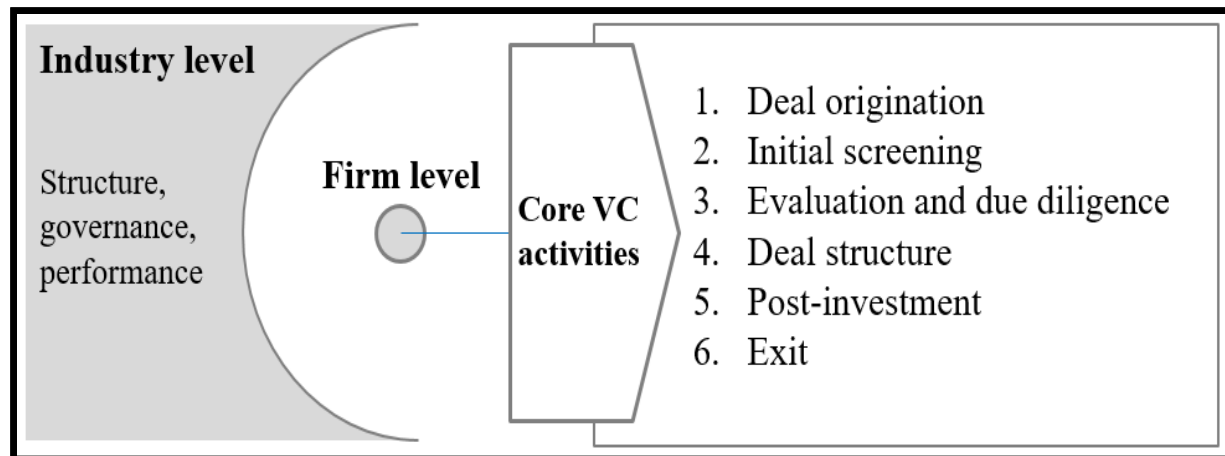 Industry level
Structure,
governance,
performance
Firm level
Core VC
activities
1. Deal origination
2. Initial screening
3. Evaluation and due diligence
4. Deal structure
5. Post-investment
6. Exit